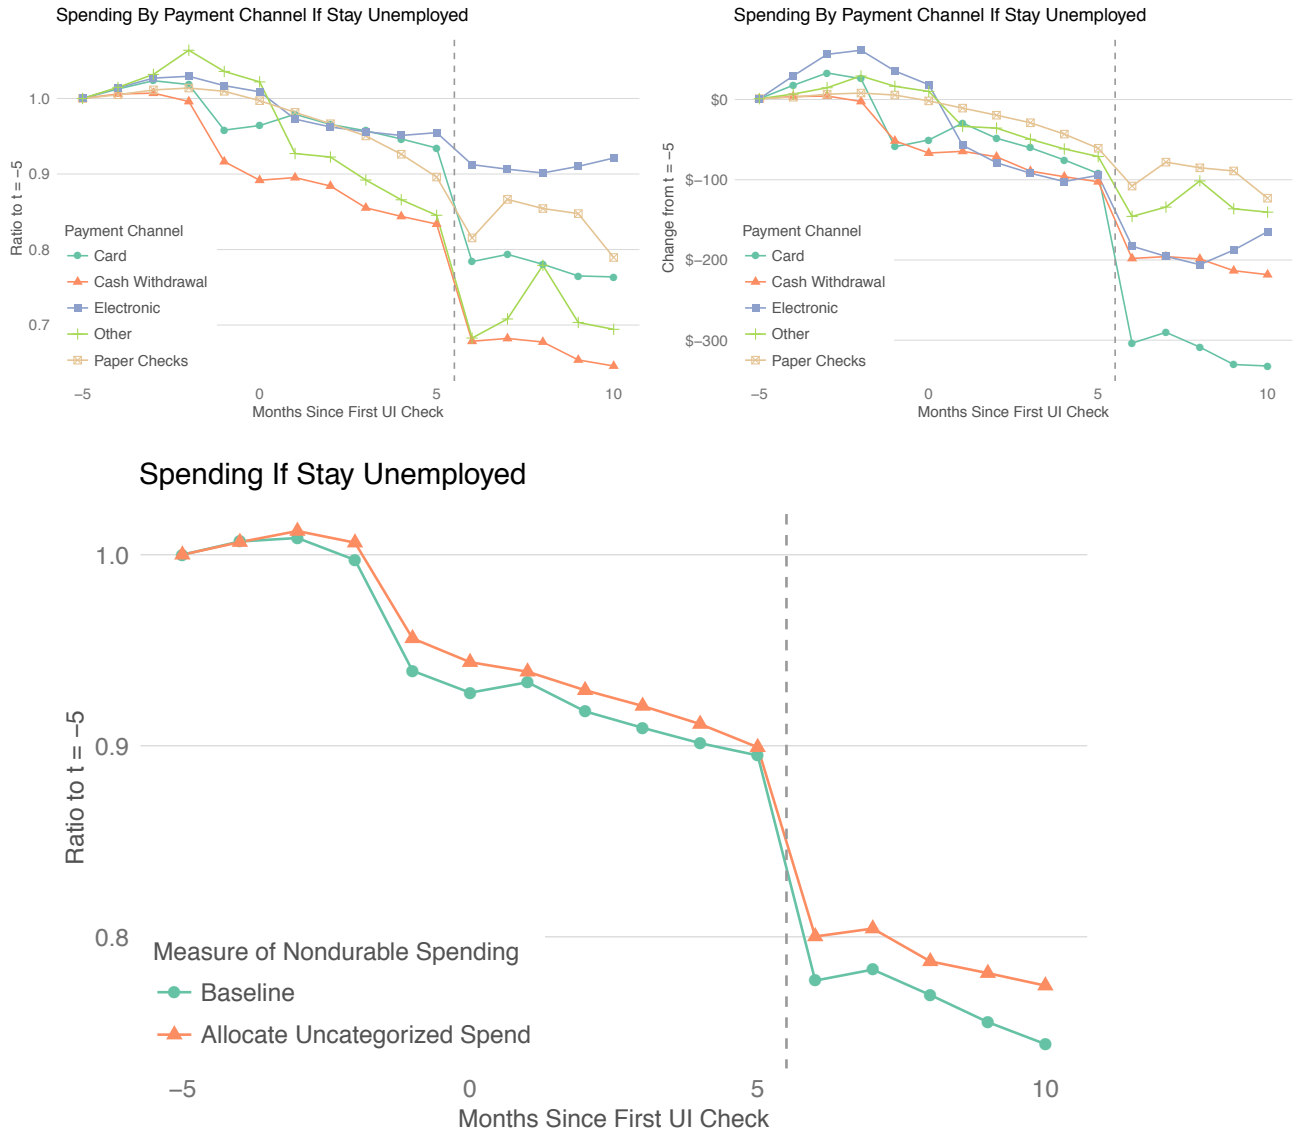 Spending By Payment Channel If Stay Unemployed
1.0
0.9
0.8
0.7
Ratio to t = −5
Payment Channel
Card
Cash Withdrawal
Electronic
Other
Paper Checks
−5 0 5 10
Months Since First UI Check
Spending By Payment Channel If Stay Unemployed
$0
$−100
$−200
$−300
Change from t = −5
Payment Channel
Card
Cash Withdrawal
Electronic
Other
Paper Checks
−5 0 5 10
Months Since First UI Check
Spending If Stay Unemployed
1.0
0.9
0.8
Ratio to t = −5
Measure of Nondurable Spending
Baseline
Allocate Uncategorized Spend
−5 0 5 10
Months Since First UI Check